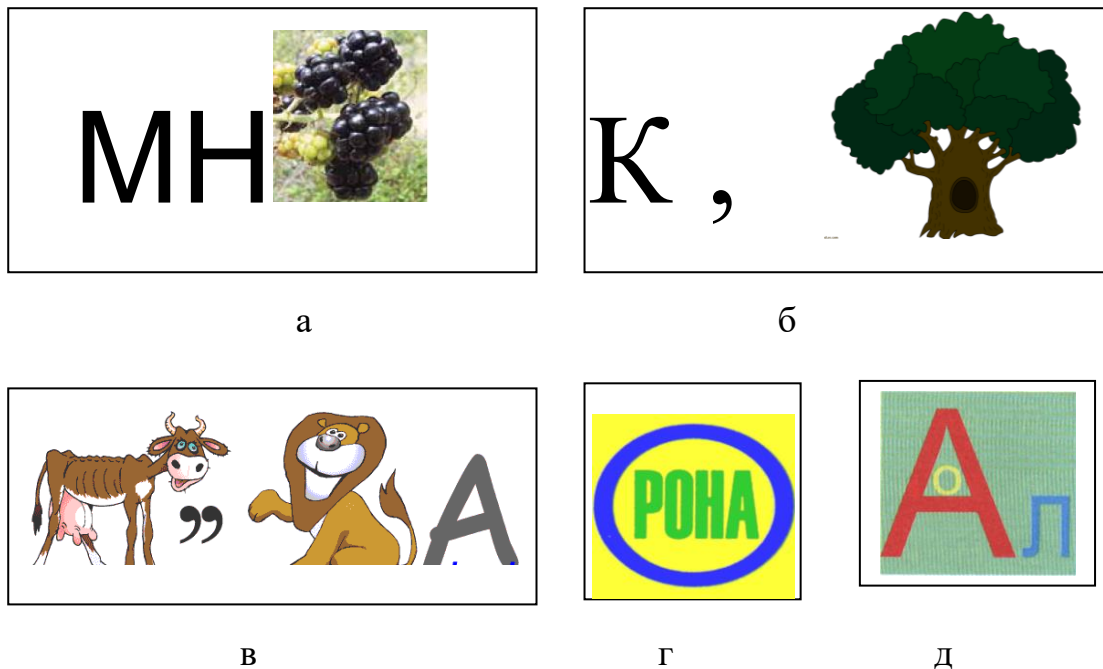 МН К ,
а б
,, А
РОНА А О Л
в г д